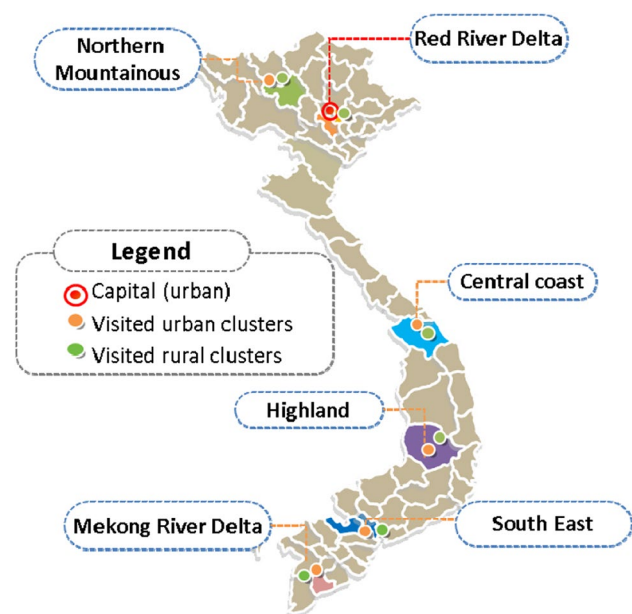 Northern
Mountainous
Red River Delta
Legend
Capital (urban)
Visited urban clusters
Visited rural clusters
Central coast
Highland
Mekong River Delta
South East